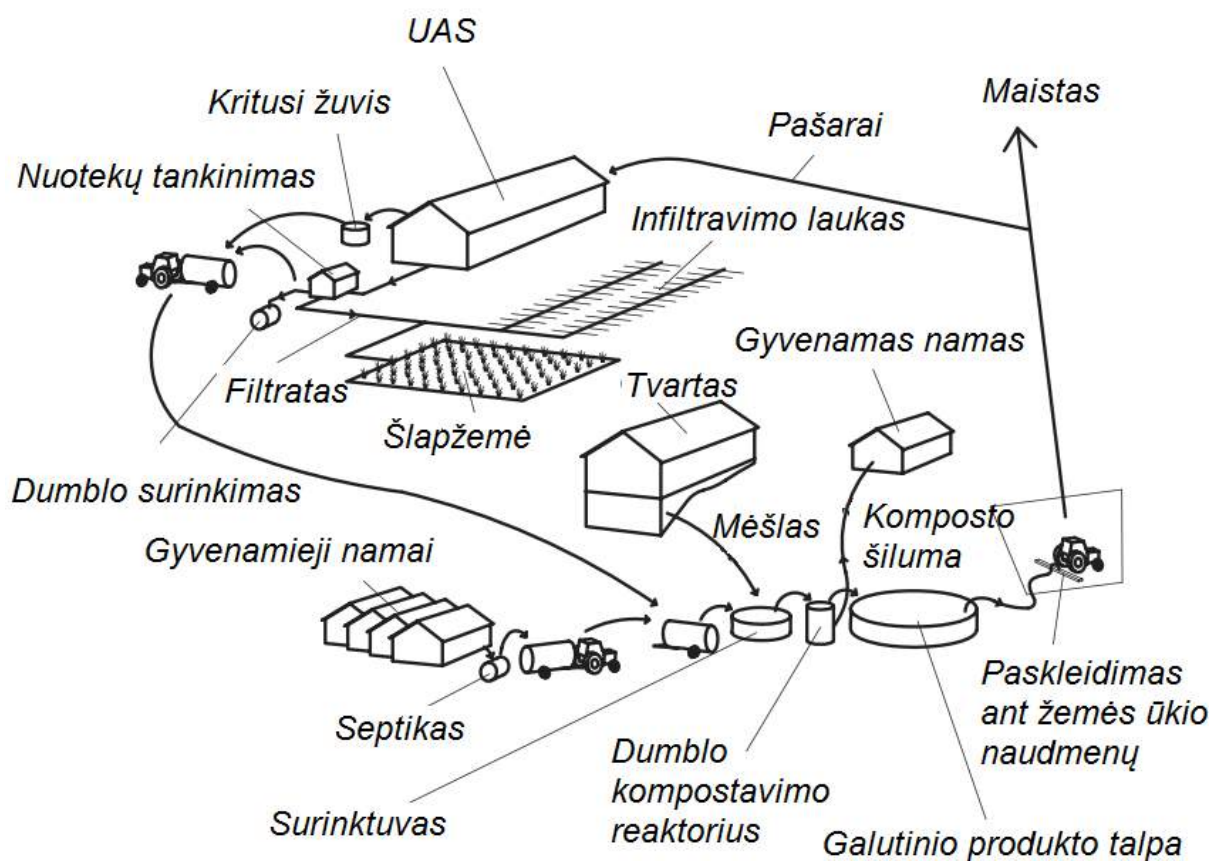 UAS
Kritusi žuvis
Maistas
Pašarai
Nuotekų tankinimas
Infiltravimo laukas
Gyvenamas namas
Filtratas
Tvartas
Šlapžemė
Dumblo surinkimas
Mėšlas
Komposto
šiluma
Gyvenamieji namai
Septikas
Paskleidimas
ant žemės ūkio
naudmenų
Dumblo
kompostavimo
reaktorius
Surinktuvas
Galutinio produkto talpa